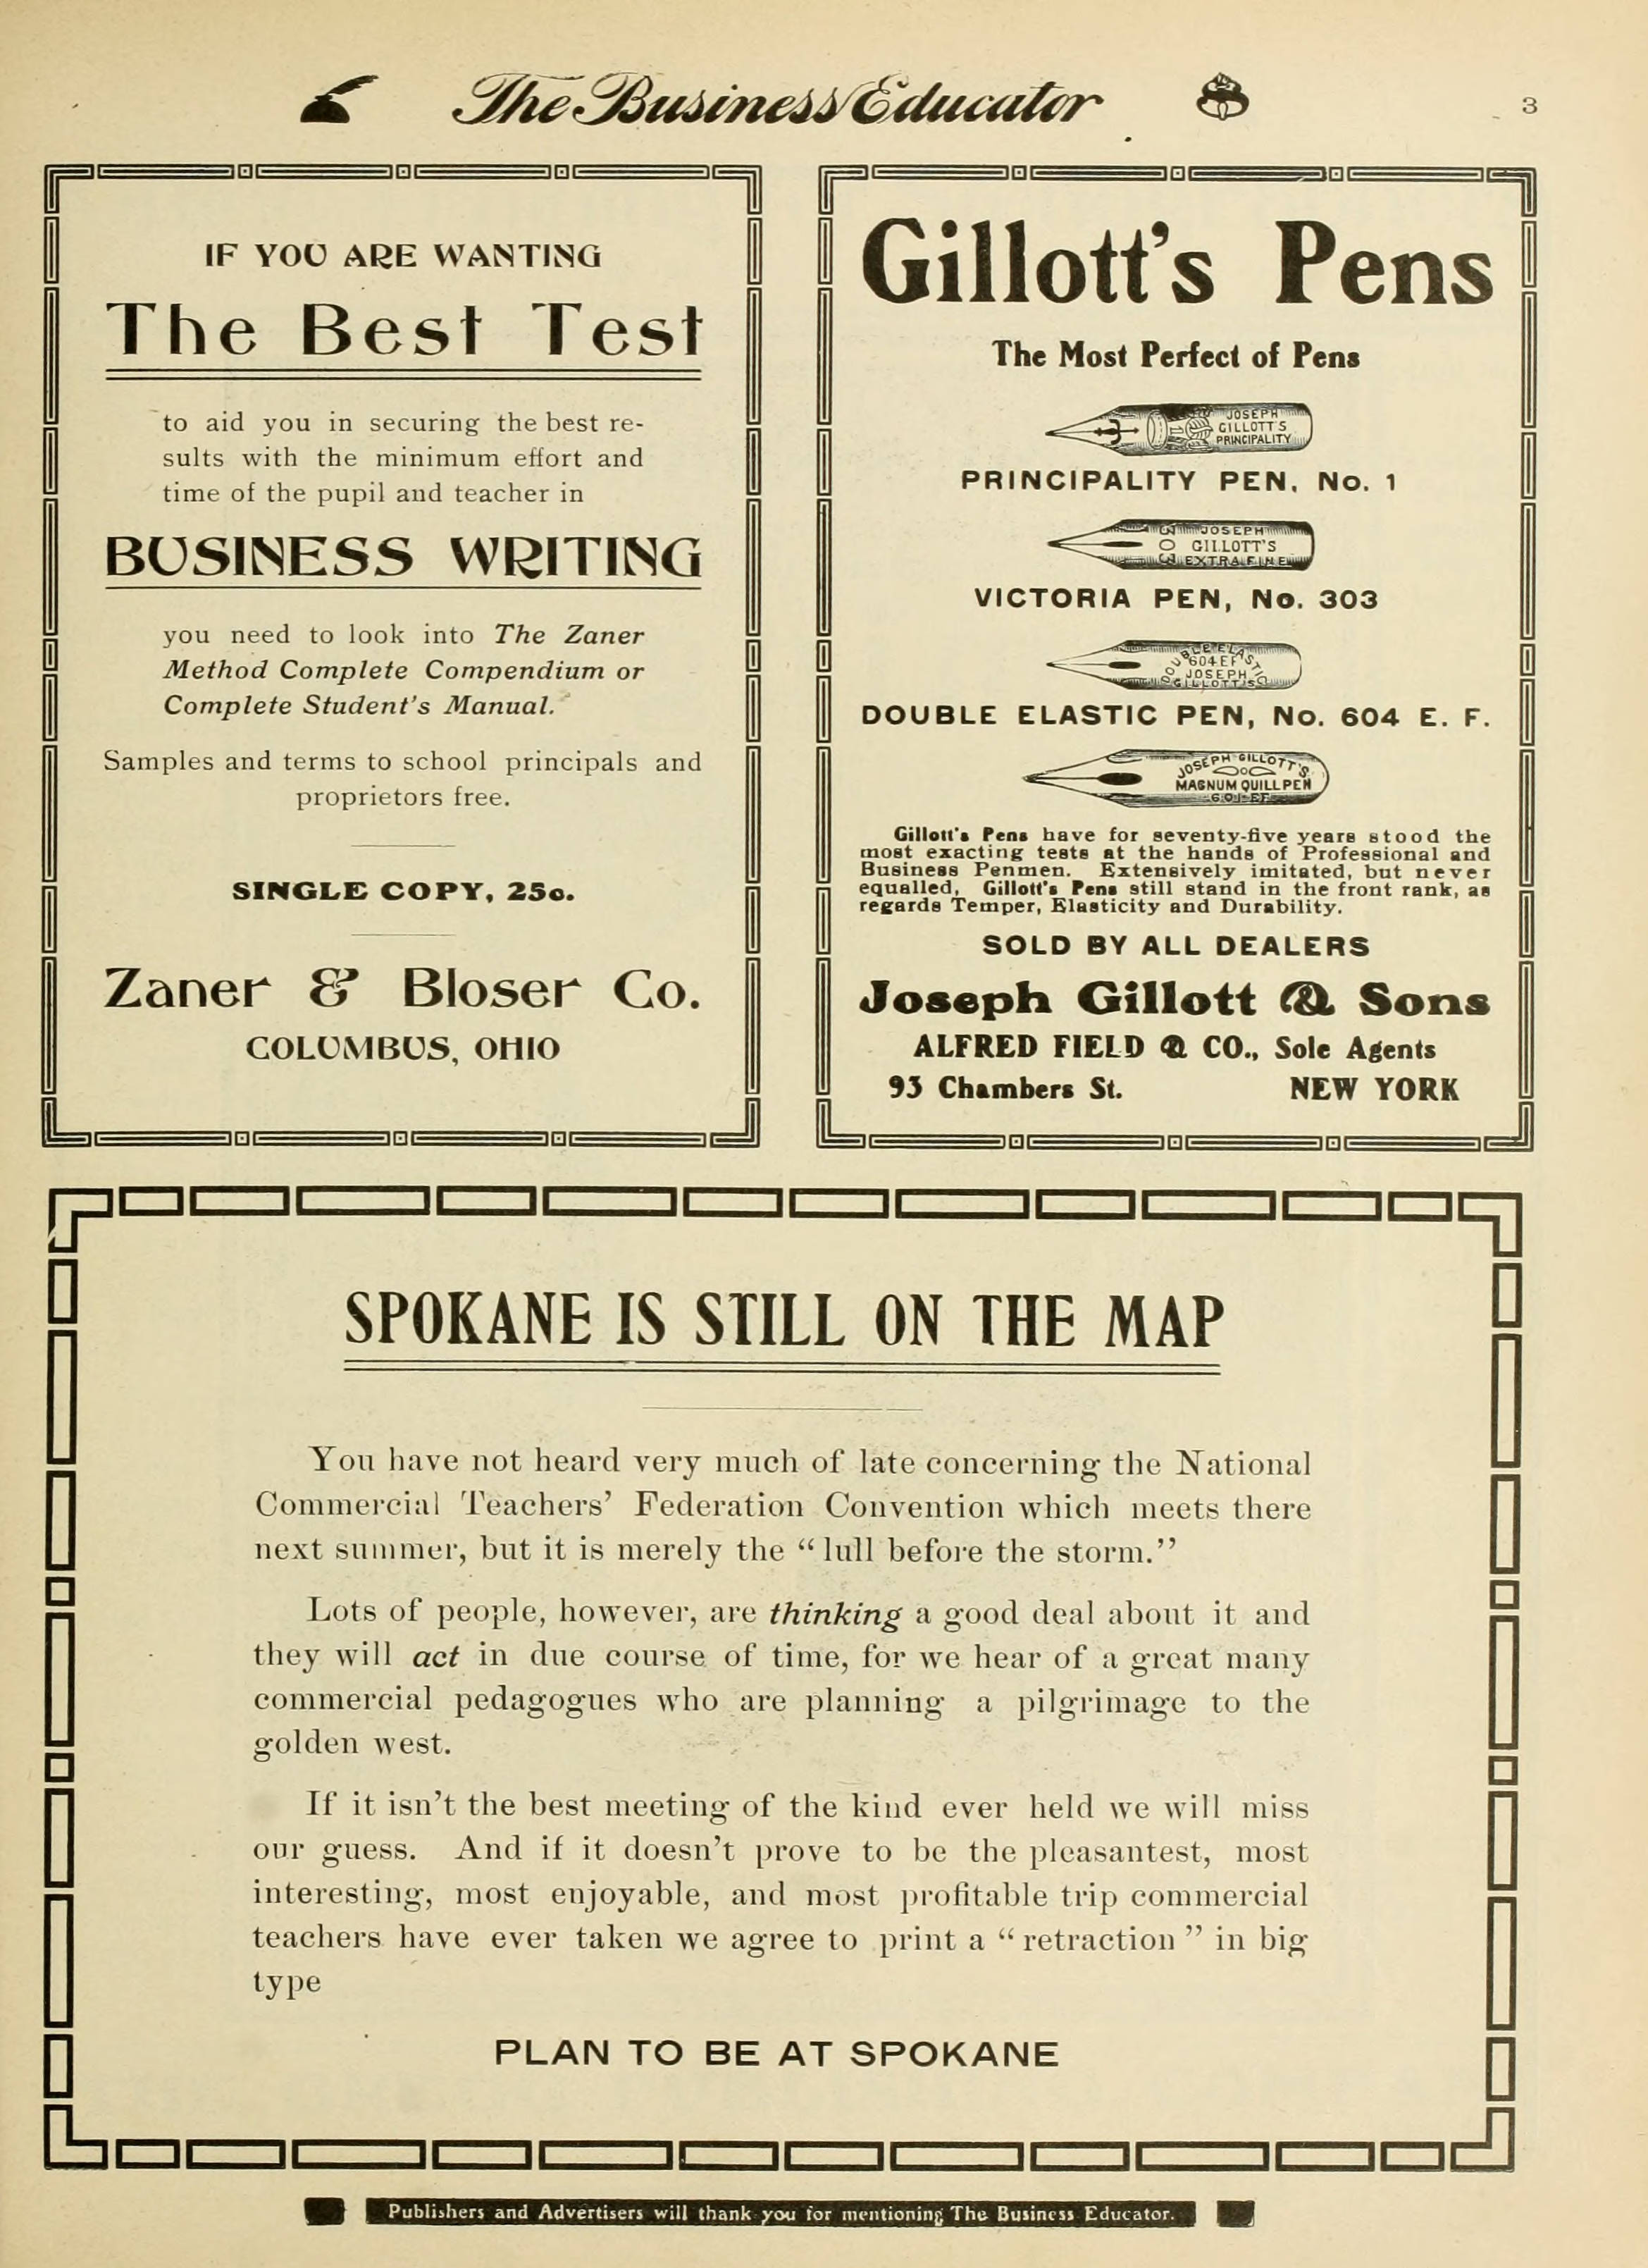 The Business Educator
3
IF YOU ARE WANTING
The Best Test
to aid you in securing the best re-
sults with the minimum effort and
time of the pupil and teacher in
BUSINESS WRITING
you need to look into The Zaner
Method Complete Compendium or
Complete Student's Manual.
Samples and terms to school principals and
proprietors free.
SINGLE COPY, 25c.
Zaner & Bloser Co.
COLUMBUS, OHIO
Gillott's Pens
The Most Perfect of Pens
JOSEPH
GILLOTT'S
PRINCIPALITY
1
PRINCIPALITY PEN, No. 1
303
JOSEPH
GILLOTT'S
EXTRA FINE
VICTORIA PEN, No. 303
DOUBLE ELASTIC
604 EF
JOSEPH
GILLOTT'S
DOUBLE ELASTIC PEN, No. 604 E. F.
JOSEPH GILLOTT'S
MAGNUM QUILL PEN
601 EF
Gillott's Pens have for seventy-five years stood the
most exacting tests at the hands of Professional and
Business Penmen. Extensively imitated, but never
equalled, Gillott's Pens still stand in the front rank, as
regards Temper, Elasticity and Durability.
SOLD BY ALL DEALERS
Joseph Gillott & Sons
ALFRED FIELD & CO., Sole Agents
93 Chambers St. NEW YORK
SPOKANE IS STILL ON THE MAP
You have not heard very much of late concerning the National
Commercial Teachers' Federation Convention which meets there
next summer, but it is merely the "lull before the storm."
Lots of people, however, are thinking a good deal about it and
they will act in due course of time, for we hear of a great many
commercial pedagogues who are planning a pilgrimage to the
golden west.
If it isn't the best meeting of the kind ever held we will miss
our guess. And if it doesn't prove to be the pleasantest, most
interesting, most enjoyable, and most profitable trip commercial
teachers have ever taken we agree to print a "retraction" in big
type
PLAN TO BE AT SPOKANE
Publishers and Advertisers will thank you for mentioning The Business Educator.